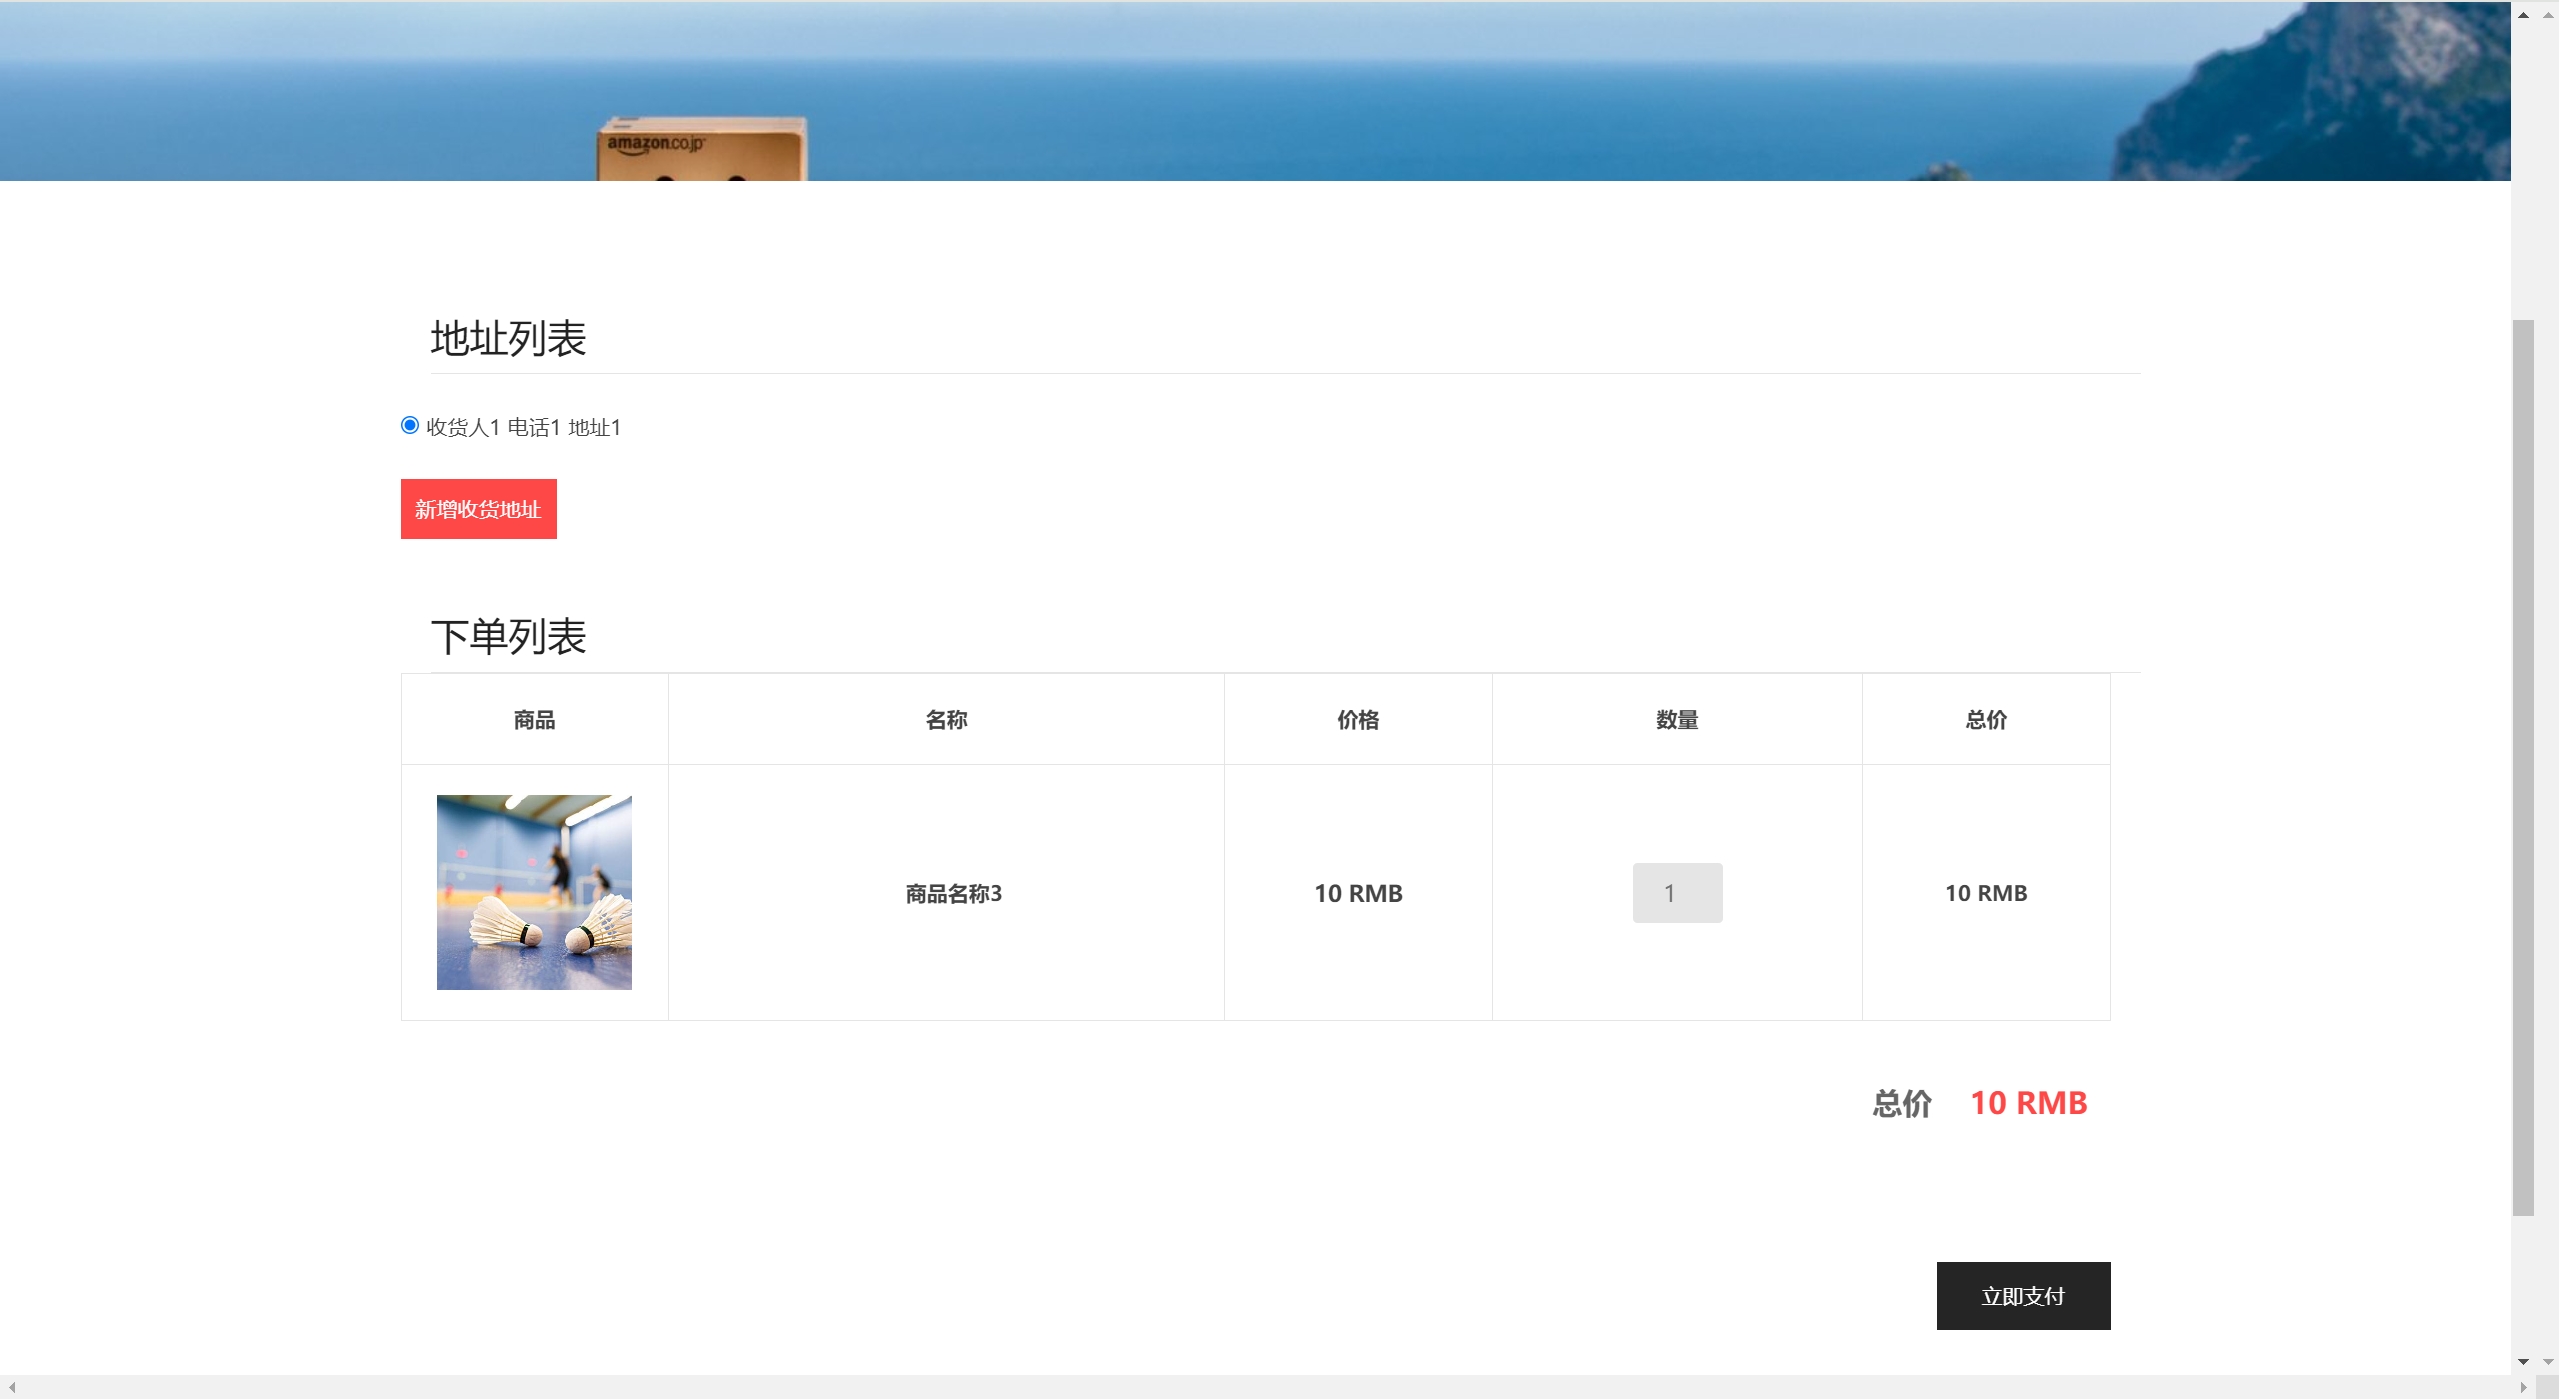 amazon.co.jp
地址列表
收货人1 电话1 地址1
新增收货地址
下单列表
商品 名称 价格 数量 总价
商品名称3 10 RMB 1 10 RMB
总价 10 RMB
立即支付